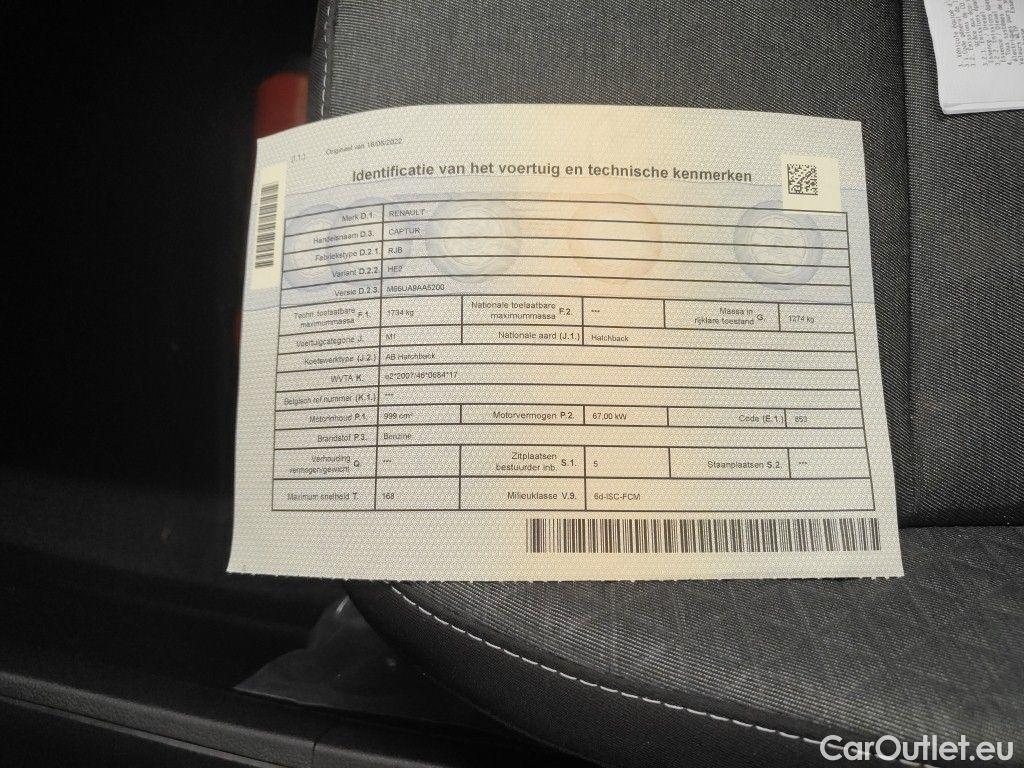 (1.1.) Origineel van 16/06/2022
Identificatie van het voertuig en technische kenmerken
Merk D.1. RENAULT
Handelsnaam D.3. CAPTUR
Fabriekstype D.2.1 RJB
Variant D.2.2. HE2
Versie D.2.3. M66UA9AA5200
Techn. toelaatbare maximummassa F.1. 1734 kg Nationale toelaatbare maximummassa F.2. *** Massa in rijklare toestand G. 1274 kg
Voertuigcategorie J. M1 Nationale aard (J.1.) Hatchback
Koetswerktype (J.2.) AB Hatchback
WVTA K. e2*2007/46*0684*17
Belgisch ref.nummer (K.1.) ***
Motorinhoud P.1. 999 cm³ Motorvermogen P.2. 67,00 kW Code (E.1.) 653
Brandstof P.3. Benzine
Verhouding vermogen/gewicht Q. *** Zitplaatsen bestuurder inb. S.1. 5 Staanplaatsen S.2. ***
Maximum snelheid T. 168 Milieuklasse V.9. 6d-ISC-FCM
CarOutlet.eu